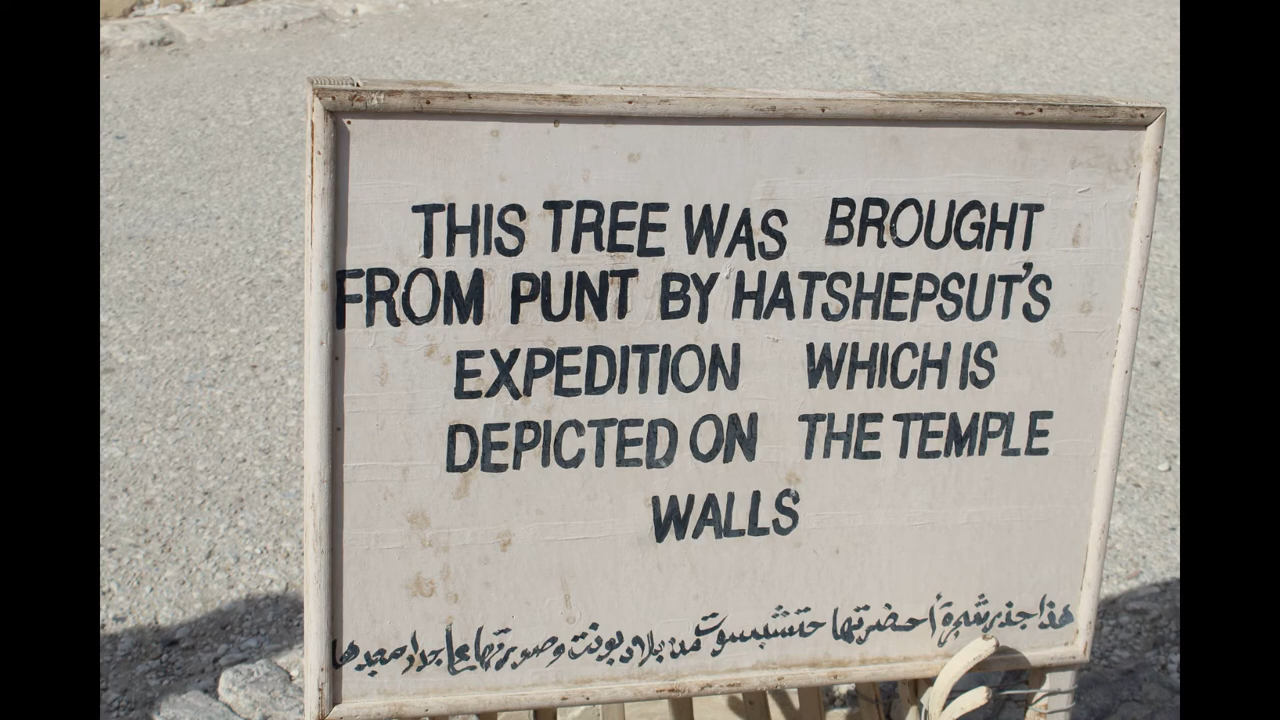 THIS TREE WAS BROUGHT
FROM PUNT BY HATSHEPSUT'S
EXPEDITION WHICH IS
DEPICTED ON THE TEMPLE
WALLS
هذا جذر شجرة أحضرتها حتشبسوت من بلاد بونت وصورتها على جدار معبدها